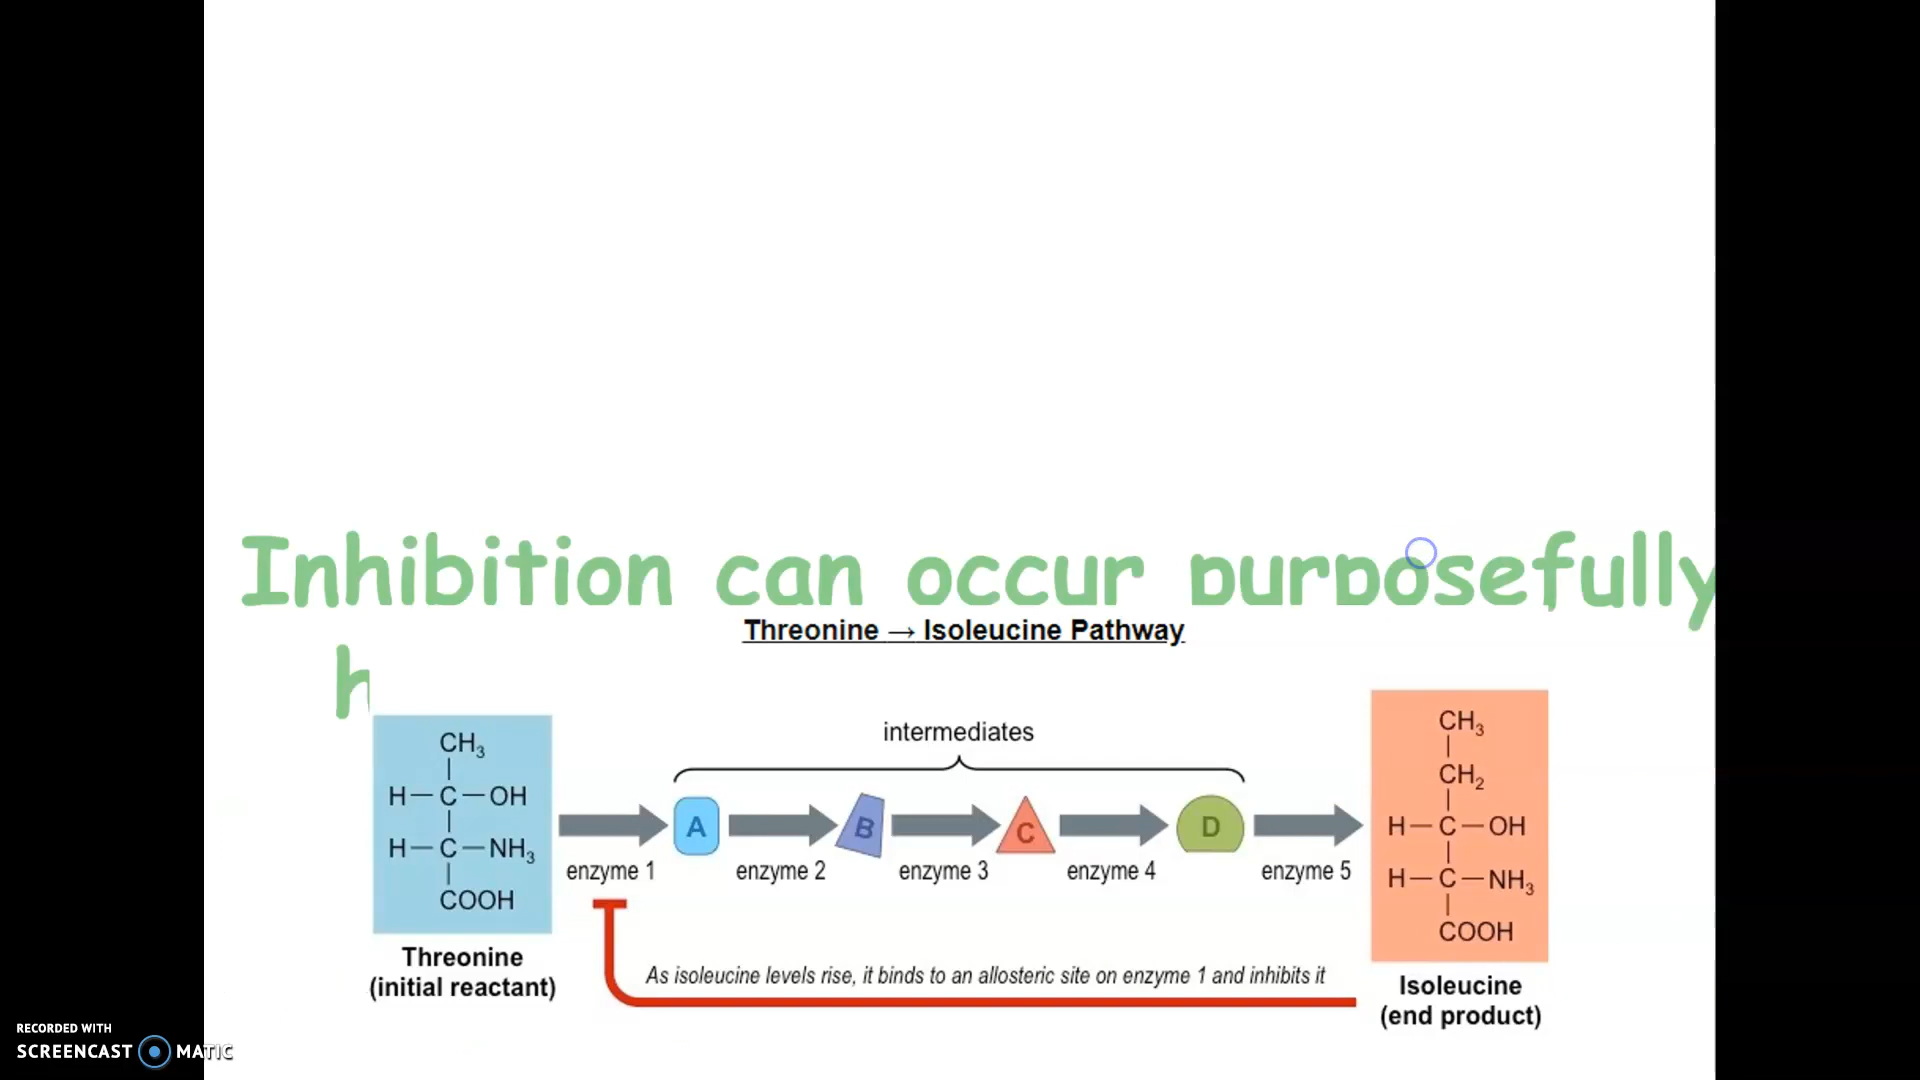 Inhibition can occur purposefully
h
Threonine → Isoleucine Pathway
intermediates
CH3
H—C—OH
H—C—NH3
COOH
Threonine
(initial reactant)
A
B
C
D
enzyme 1
enzyme 2
enzyme 3
enzyme 4
enzyme 5
CH3
CH2
H—C—OH
H—C—NH3
COOH
Isoleucine
(end product)
As isoleucine levels rise, it binds to an allosteric site on enzyme 1 and inhibits it
RECORDED WITH
SCREENCAST MATIC